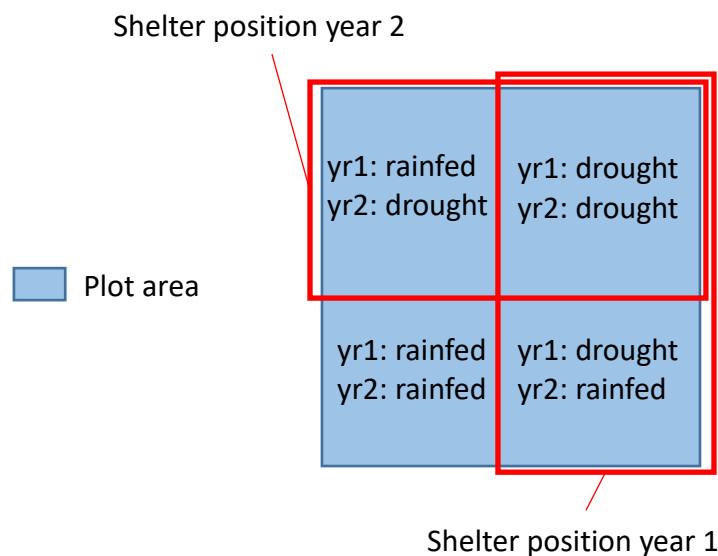 Shelter position year 2
yr1: rainfed
yr2: drought
yr1: drought
yr2: drought
Plot area
yr1: rainfed
yr2: rainfed
yr1: drought
yr2: rainfed
Shelter position year 1